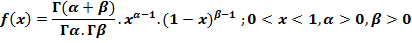 f(x) = Γ(α + β) / Γα . Γβ . x^(α−1) . (1 − x)^(β−1) ; 0 < x < 1, α > 0, β > 0